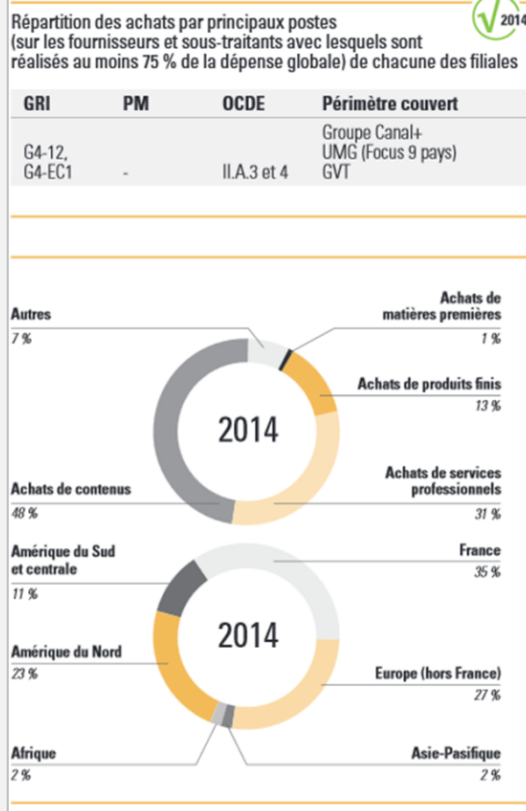 Répartition des achats par principaux postes
2014
(sur les fournisseurs et sous-traitants avec lesquels sont
réalisés au moins 75 % de la dépense globale) de chacune des filiales
GRI PM OCDE Périmètre couvert
Groupe Canal+
G4-12, UMG (Focus 9 pays)
G4-EC1 - II.A.3 et 4 GVT
Achats de
Autres matières premières
7 % 1 %
Achats de produits finis
13 %
2014
Achats de services
Achats de contenus professionnels
48 % 31 %
Amérique du Sud France
et centrale 35 %
11 %
2014
Amérique du Nord
23 % Europe (hors France)
27 %
Afrique Asie-Pasifique
2 % 2 %